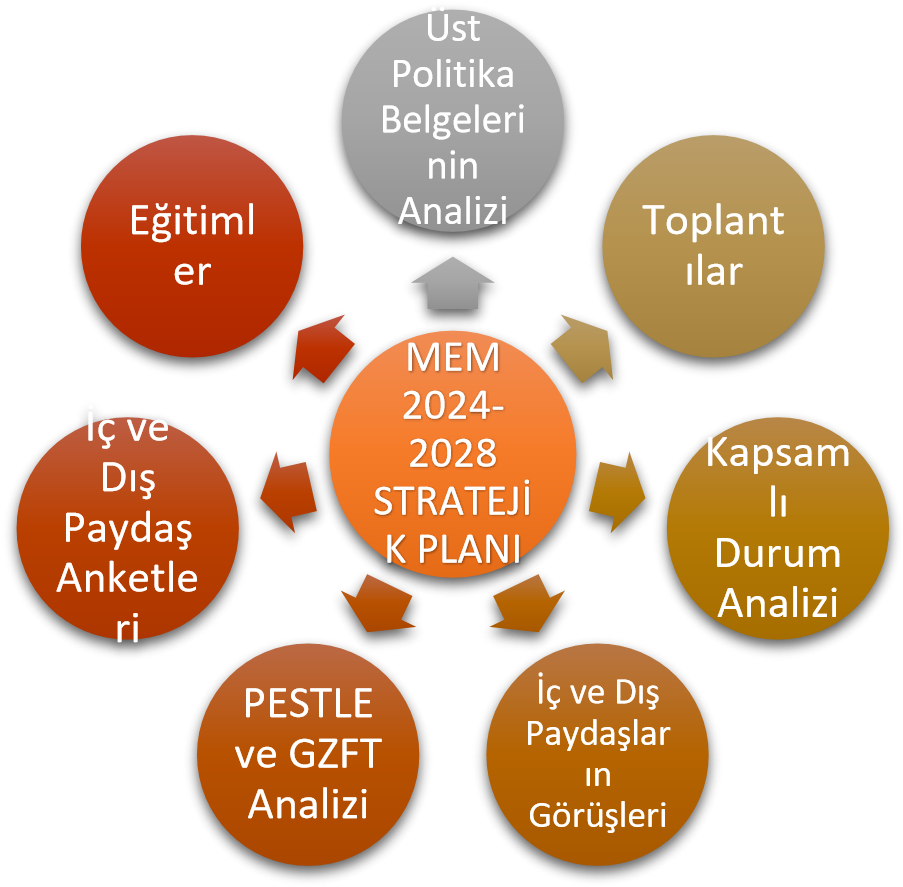 Üst
Politika
Belgeleri
nin
Analizi
Toplant
ılar
Kapsam
lı
Durum
Analizi
İç ve Dış
Paydaşlar
ın
Görüşleri
PESTLE
ve GZFT
Analizi
İç ve
Dış
Paydaş
Anketle
ri
Eğitiml
er
MEM
2024-
2028
STRATEJİ
K PLANI